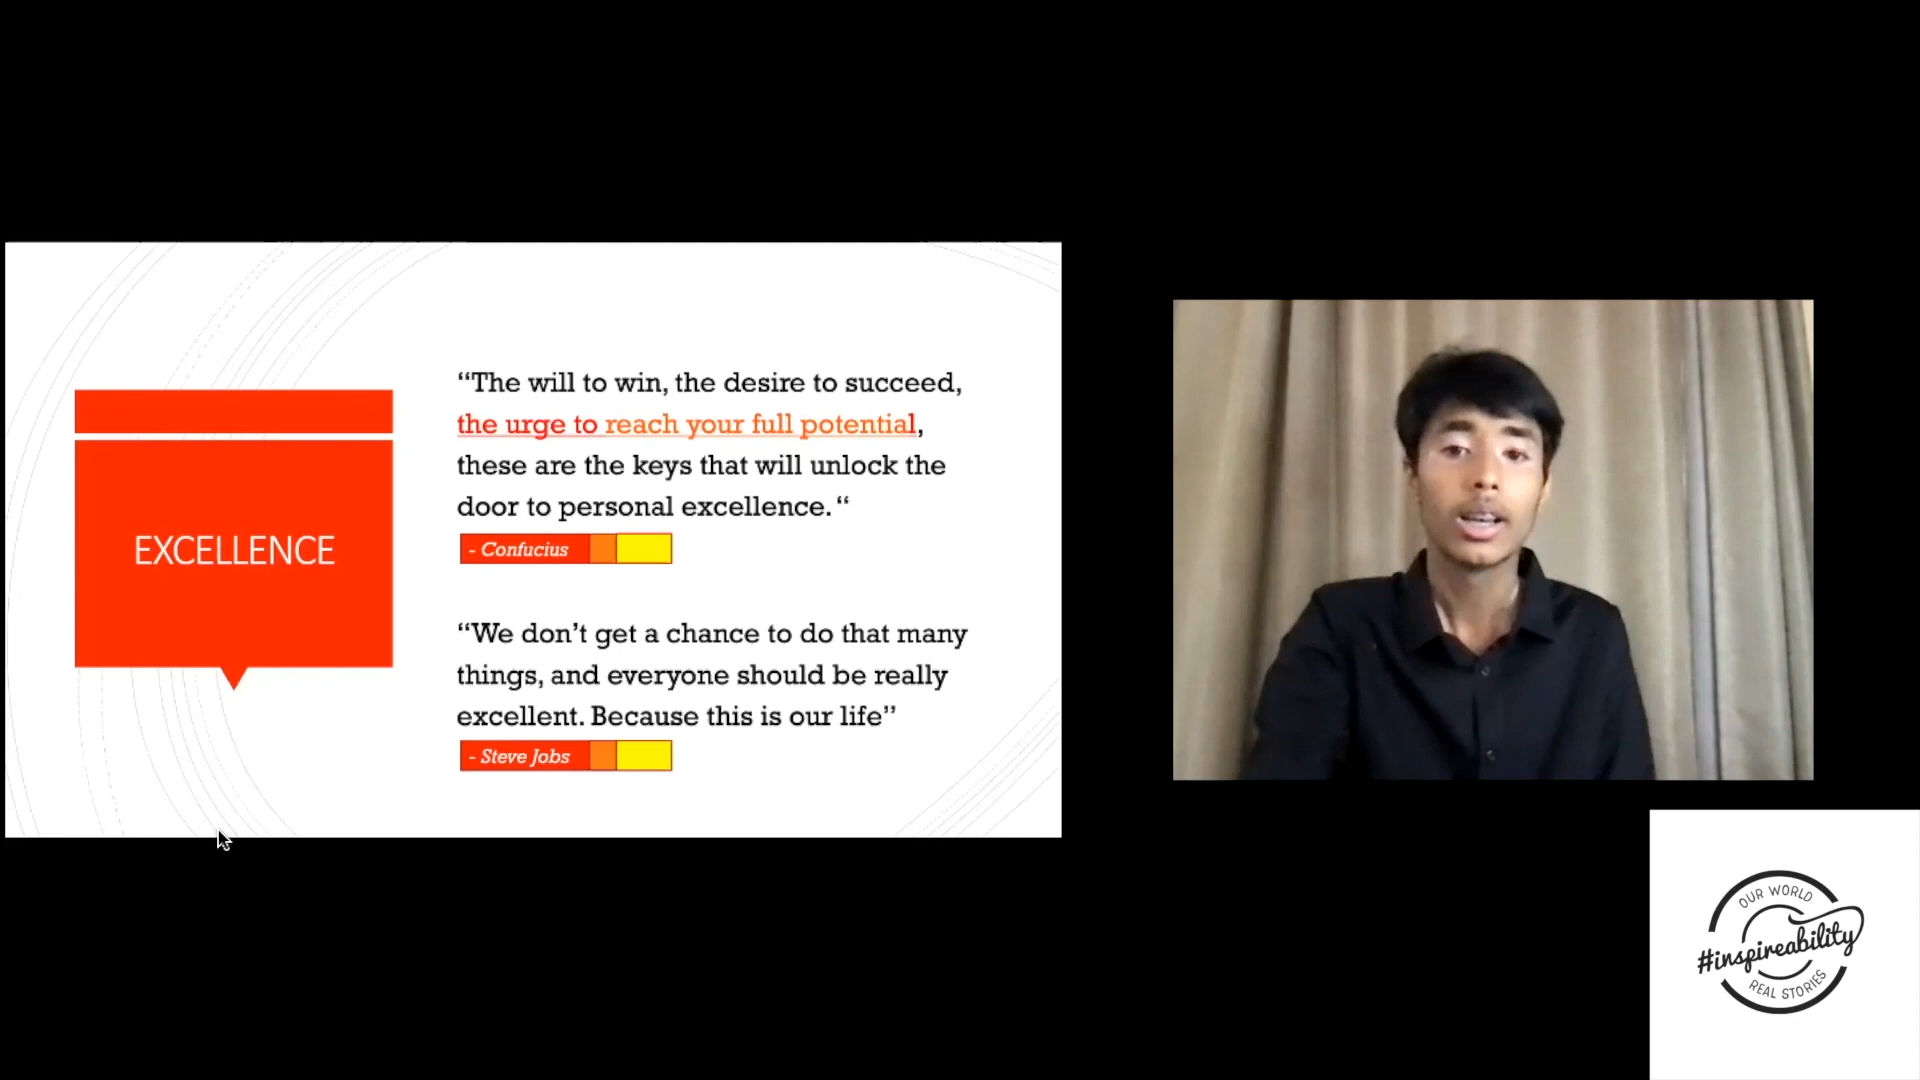 EXCELLENCE
“The will to win, the desire to succeed,
the urge to reach your full potential,
these are the keys that will unlock the
door to personal excellence. “
- Confucius
“We don’t get a chance to do that many
things, and everyone should be really
excellent. Because this is our life”
- Steve Jobs
OUR WORLD
#inspireability
REAL STORIES